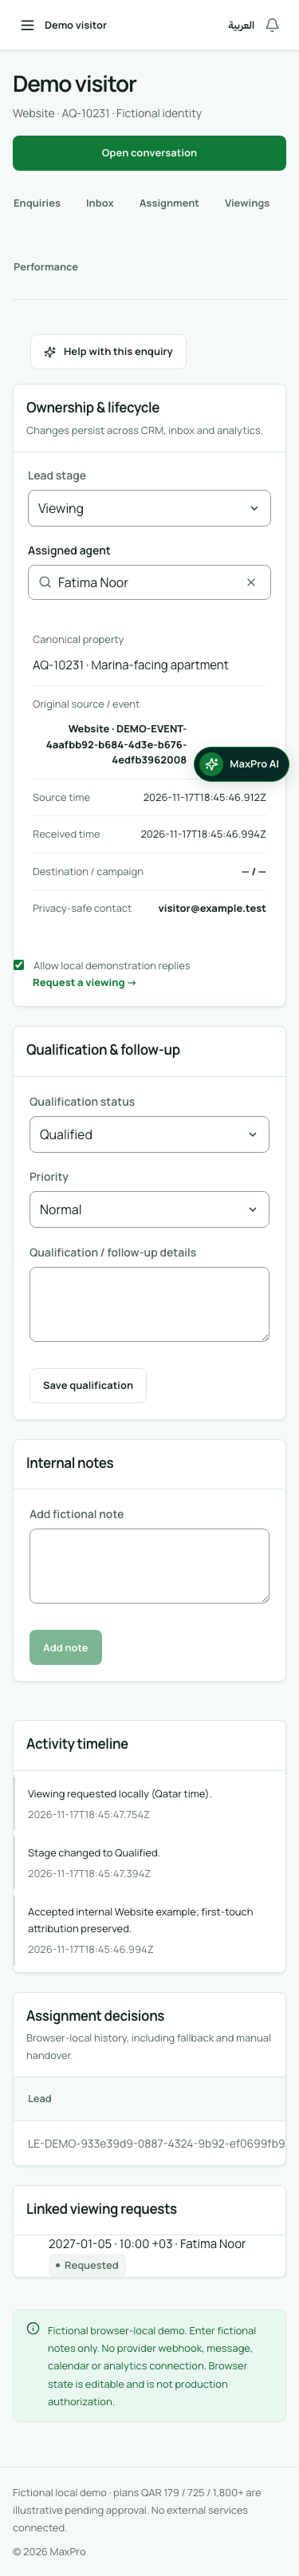 Demo visitor
العربية
Demo visitor
Website · AQ-10231 · Fictional identity
Open conversation
Enquiries
Inbox
Assignment
Viewings
Performance
Help with this enquiry
Ownership & lifecycle
Changes persist across CRM, inbox and analytics.
Lead stage
Viewing
Assigned agent
Fatima Noor
Canonical property
AQ-10231 · Marina-facing apartment
Original source / event
Website · DEMO-EVENT-
4aafbb92-b684-4d3e-b676-
4edfb3962008
MaxPro AI
Source time
2026-11-17T18:45:46.912Z
Received time
2026-11-17T18:45:46.994Z
Destination / campaign
— / —
Privacy-safe contact
visitor@example.test
Allow local demonstration replies
Request a viewing →
Qualification & follow-up
Qualification status
Qualified
Priority
Normal
Qualification / follow-up details
Save qualification
Internal notes
Add fictional note
Add note
Activity timeline
Viewing requested locally (Qatar time).
2026-11-17T18:45:47.754Z
Stage changed to Qualified.
2026-11-17T18:45:47.394Z
Accepted internal Website example; first-touch
attribution preserved.
2026-11-17T18:45:46.994Z
Assignment decisions
Browser-local history, including fallback and manual
handover.
Lead
LE-DEMO-933e39d9-0887-4324-9b92-ef0699fb9
Linked viewing requests
2027-01-05 · 10:00 +03 · Fatima Noor
Requested
Fictional browser-local demo. Enter fictional
notes only. No provider webhook, message,
calendar or analytics connection. Browser
state is editable and is not production
authorization.
Fictional local demo · plans QAR 179 / 725 / 1,800+ are
illustrative pending approval. No external services
connected.
© 2026 MaxPro